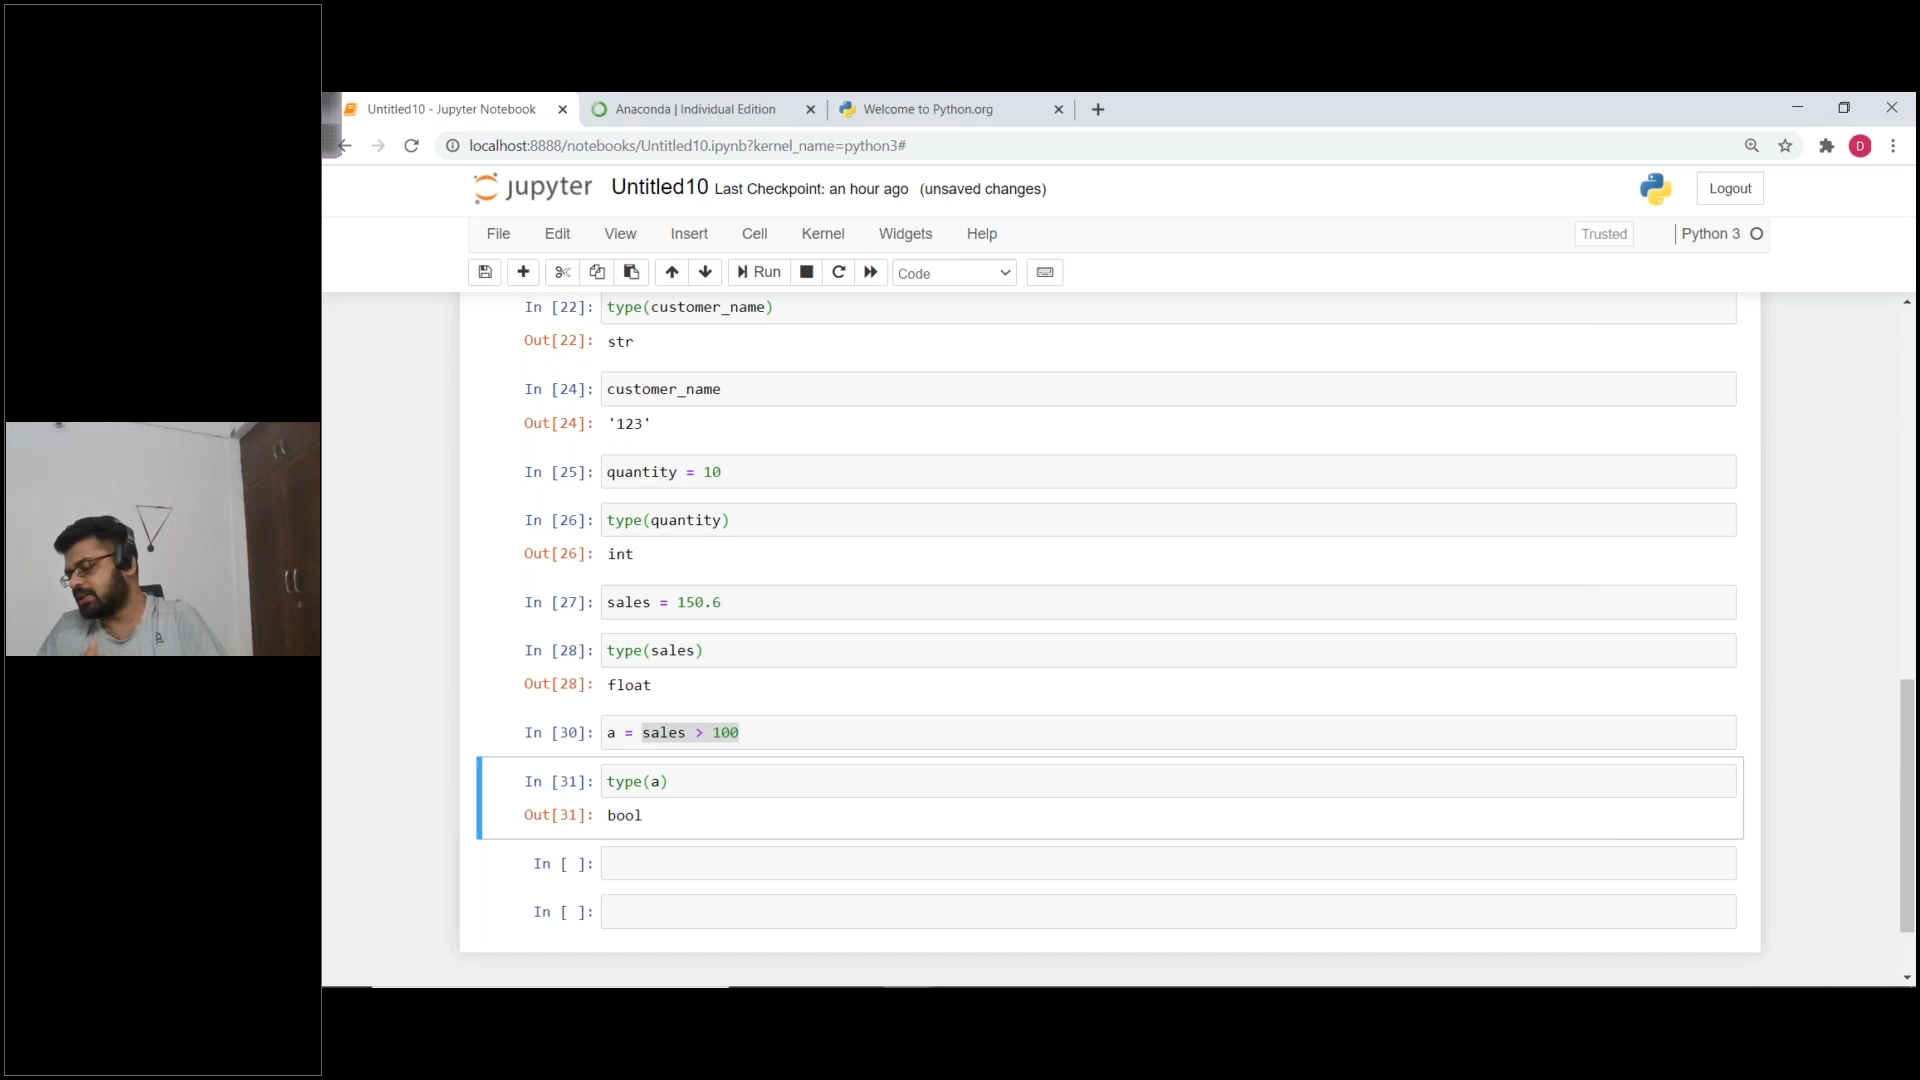 Untitled10 - Jupyter Notebook
Anaconda | Individual Edition
Welcome to Python.org
localhost:8888/notebooks/Untitled10.ipynb?kernel_name=python3#
D
jupyter Untitled10 Last Checkpoint: an hour ago (unsaved changes)
Logout
File Edit View Insert Cell Kernel Widgets Help
Trusted
Python 3
Run
Code
In [22]: type(customer_name)
Out[22]: str
In [24]: customer_name
Out[24]: '123'
In [25]: quantity = 10
In [26]: type(quantity)
Out[26]: int
In [27]: sales = 150.6
In [28]: type(sales)
Out[28]: float
In [30]: a = sales > 100
In [31]: type(a)
Out[31]: bool
In [ ]:
In [ ]: